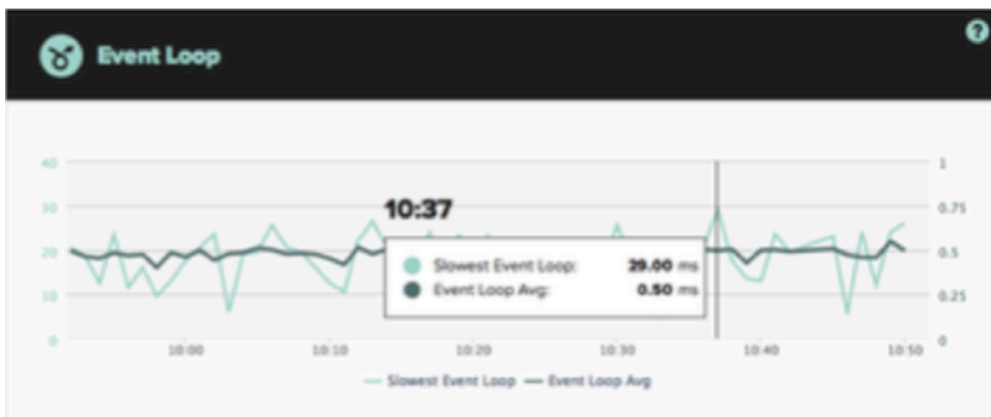 ?
Event Loop
40 1
30 0.75
20 0.5
10 0.25
0 0
10:37
Slowest Event Loop: 29.00 ms
Event Loop Avg: 0.50 ms
10:00 10:10 10:20 10:30 10:40 10:50
Slowest Event Loop Event Loop Avg